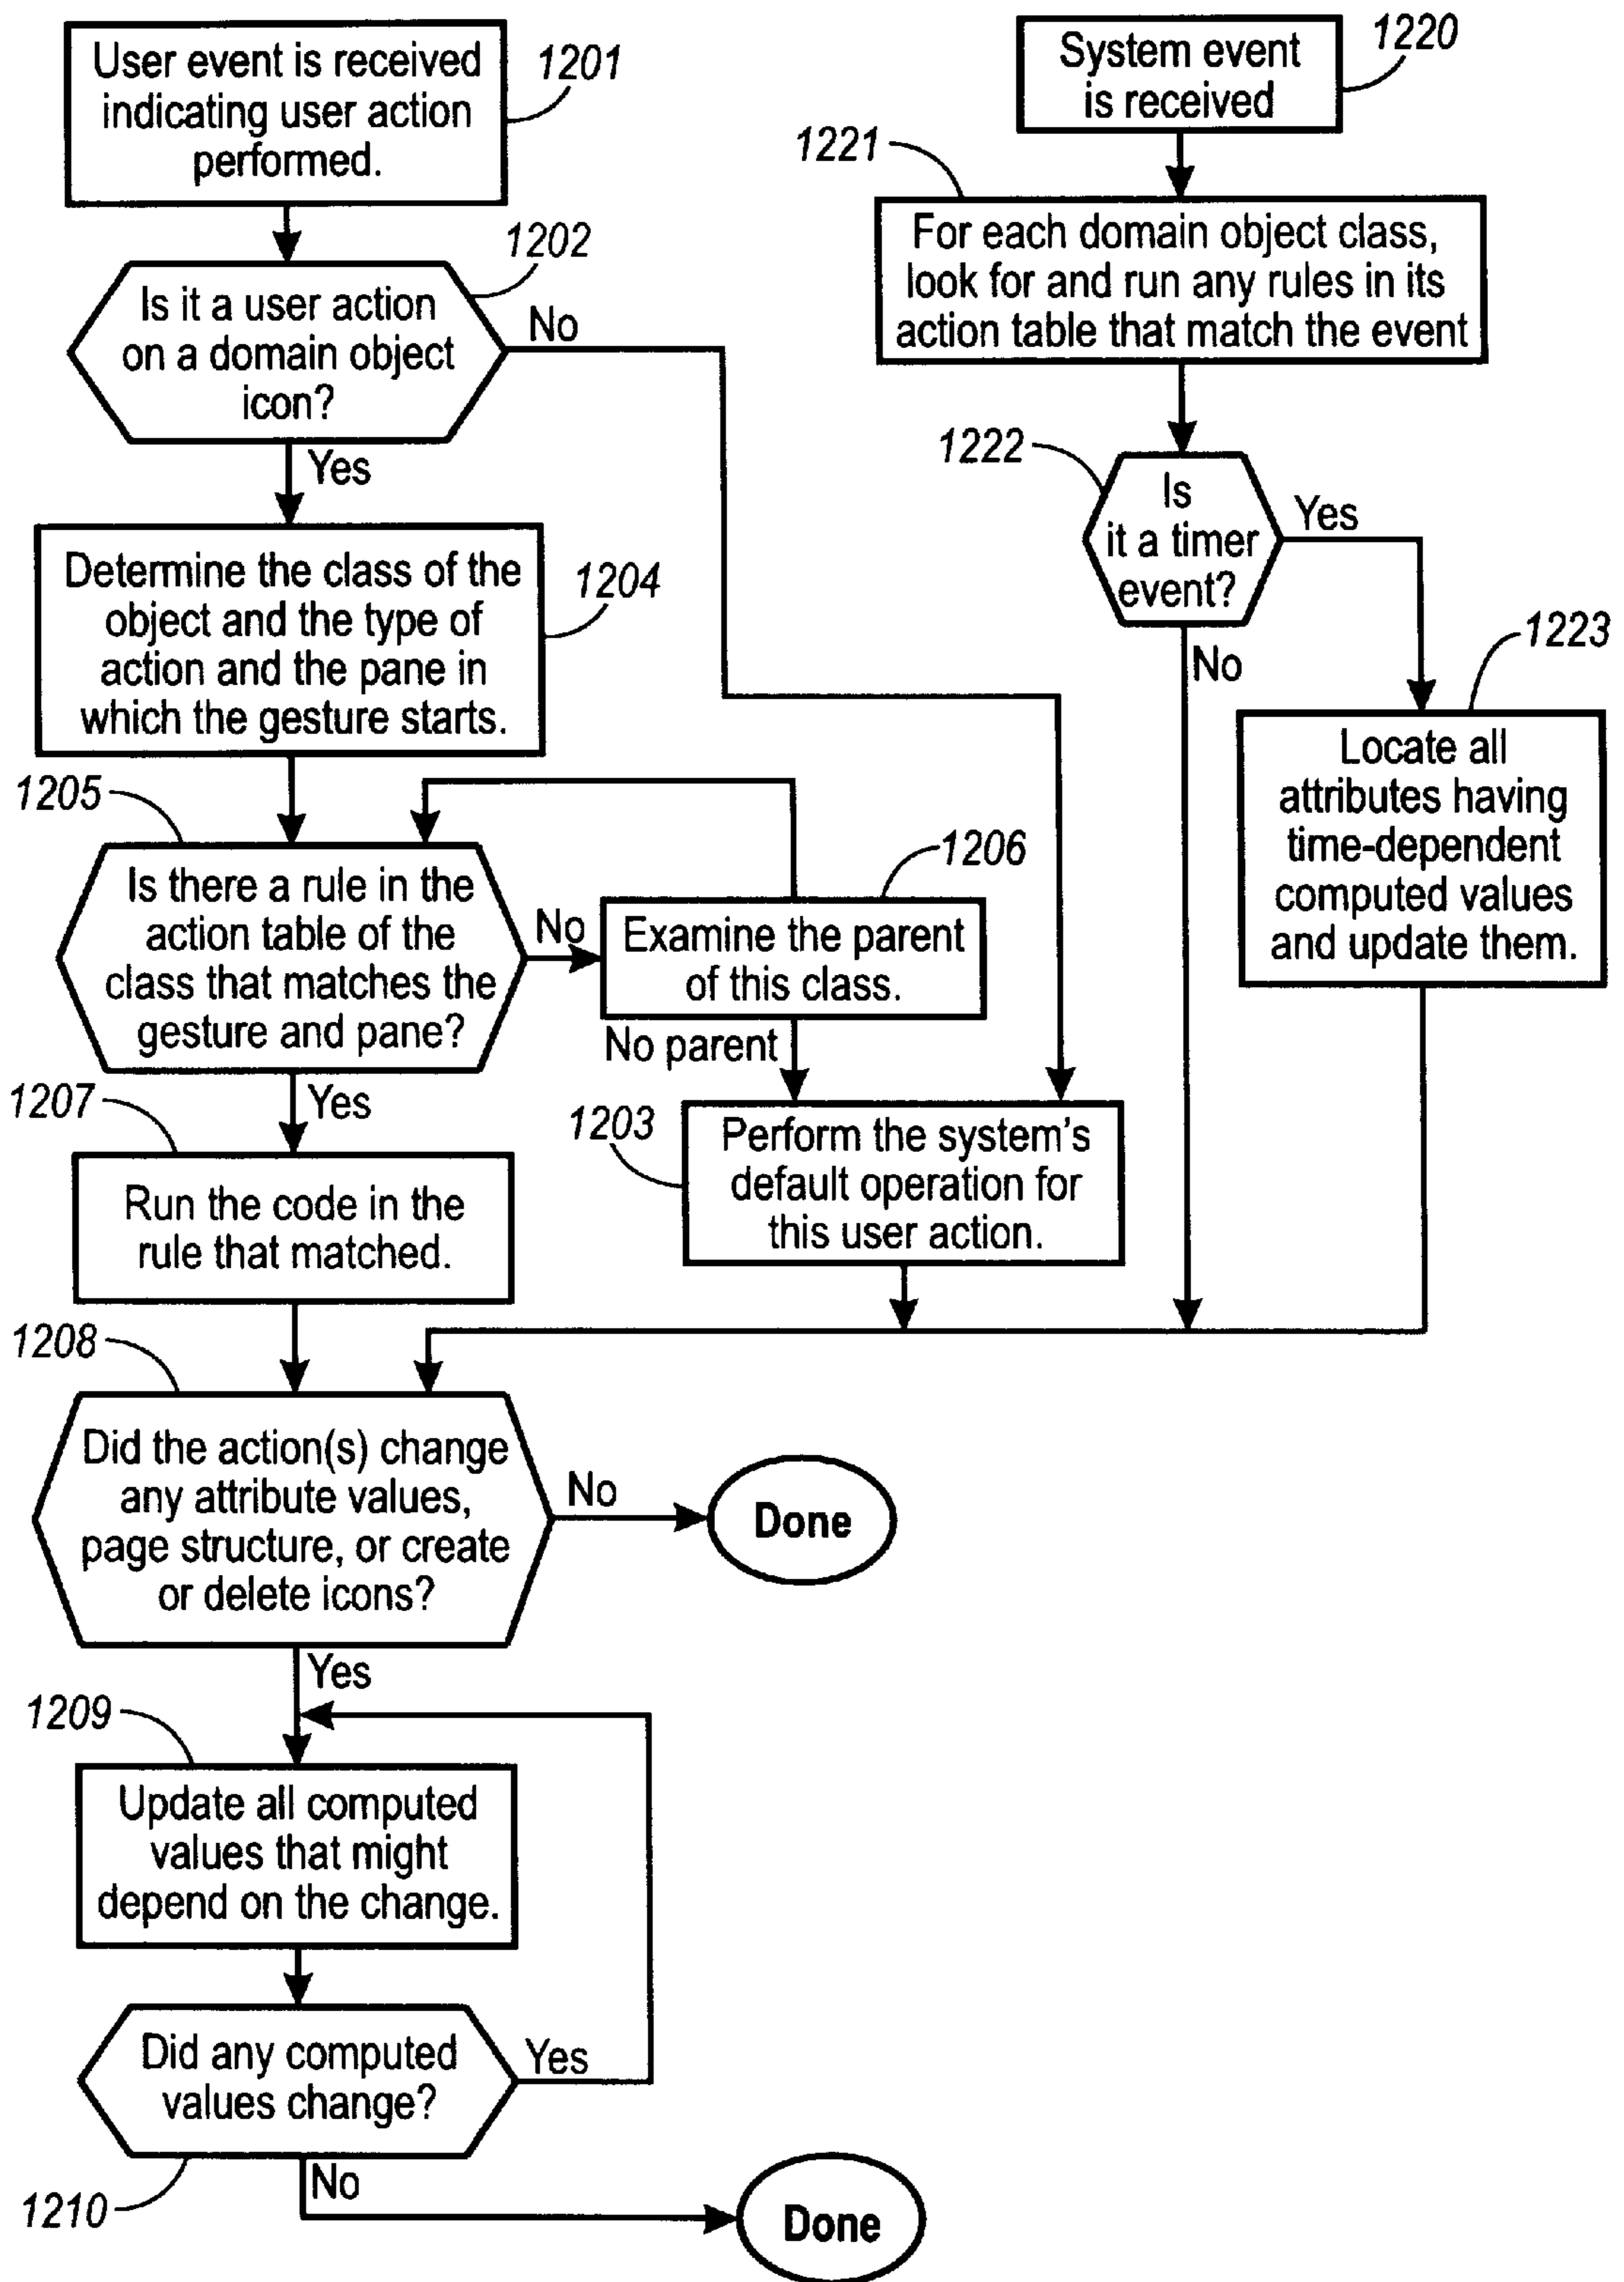 User event is received
indicating user action
performed.
1201
1202
Is it a user action
on a domain object
icon?
No
Yes
Determine the class of the
object and the type of
action and the pane in
which the gesture starts.
1204
1205
Is there a rule in the
action table of the
class that matches the
gesture and pane?
No
1206
Examine the parent
of this class.
No parent
Yes
1207
Run the code in the
rule that matched.
1203
Perform the system's
default operation for
this user action.
1220
System event
is received
1221
For each domain object class,
look for and run any rules in its
action table that match the event
1222
Is
it a timer
event?
Yes
No
1223
Locate all
attributes having
time-dependent
computed values
and update them.
1208
Did the action(s) change
any attribute values,
page structure, or create
or delete icons?
No
Done
Yes
1209
Update all computed
values that might
depend on the change.
Did any computed
values change?
Yes
1210
No
Done